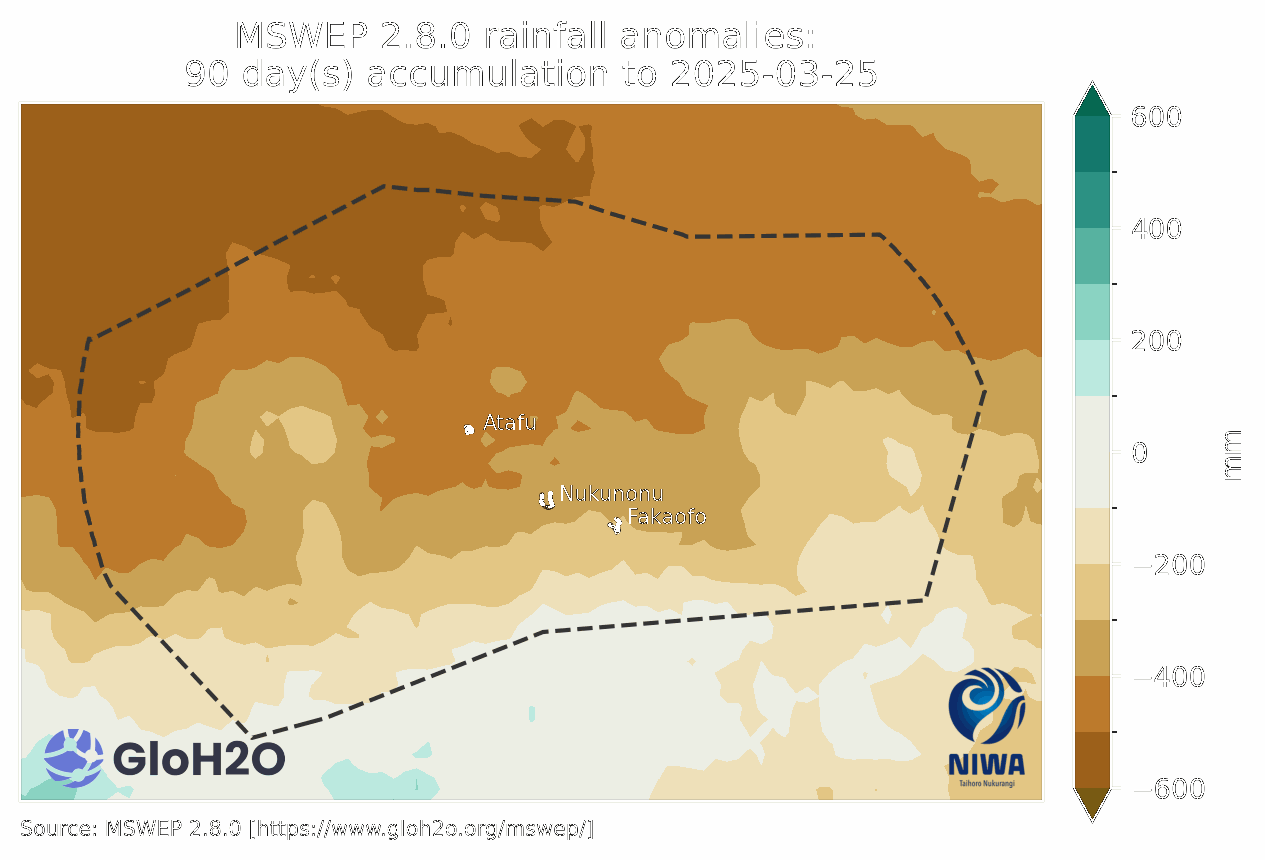 MSWEP 2.8.0 rainfall anomalies:
90 day(s) accumulation to 2025-03-25
600
400
200
0
−200
−400
−600
mm
Atafu
Nukunonu
Fakaofo
GloH2O
NIWA
Taihoro Nukurangi
Source: MSWEP 2.8.0 [https://www.gloh2o.org/mswep/]